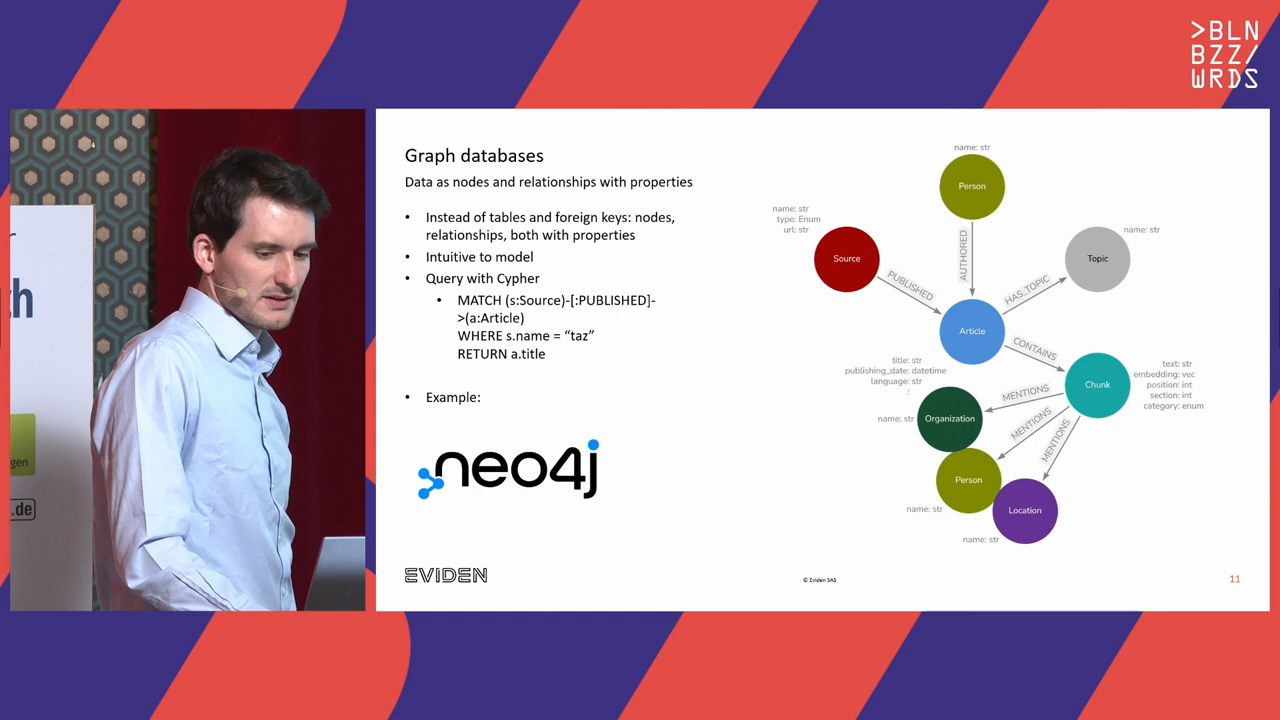 >BLN
BZZ/
WRDS
Graph databases
Data as nodes and relationships with properties
• Instead of tables and foreign keys: nodes,
relationships, both with properties
• Intuitive to model
• Query with Cypher
• MATCH (s:Source)-[:PUBLISHED]-
>(a:Article)
WHERE s.name = “taz”
RETURN a.title
• Example:
neo4j
EVIDEN
© Eviden SAS
11
name: str
Person
name: str
type: Enum
url: str
Source
name: str
Topic
AUTHORED
PUBLISHED
HAS_TOPIC
Article
CONTAINS
title: str
publishing_date: datetime
language: str
:
Chunk
text: str
embedding: vec
position: int
section: int
category: enum
MENTIONS
MENTIONS
MENTIONS
name: str
Organization
Person
name: str
Location
name: str
gen
.de